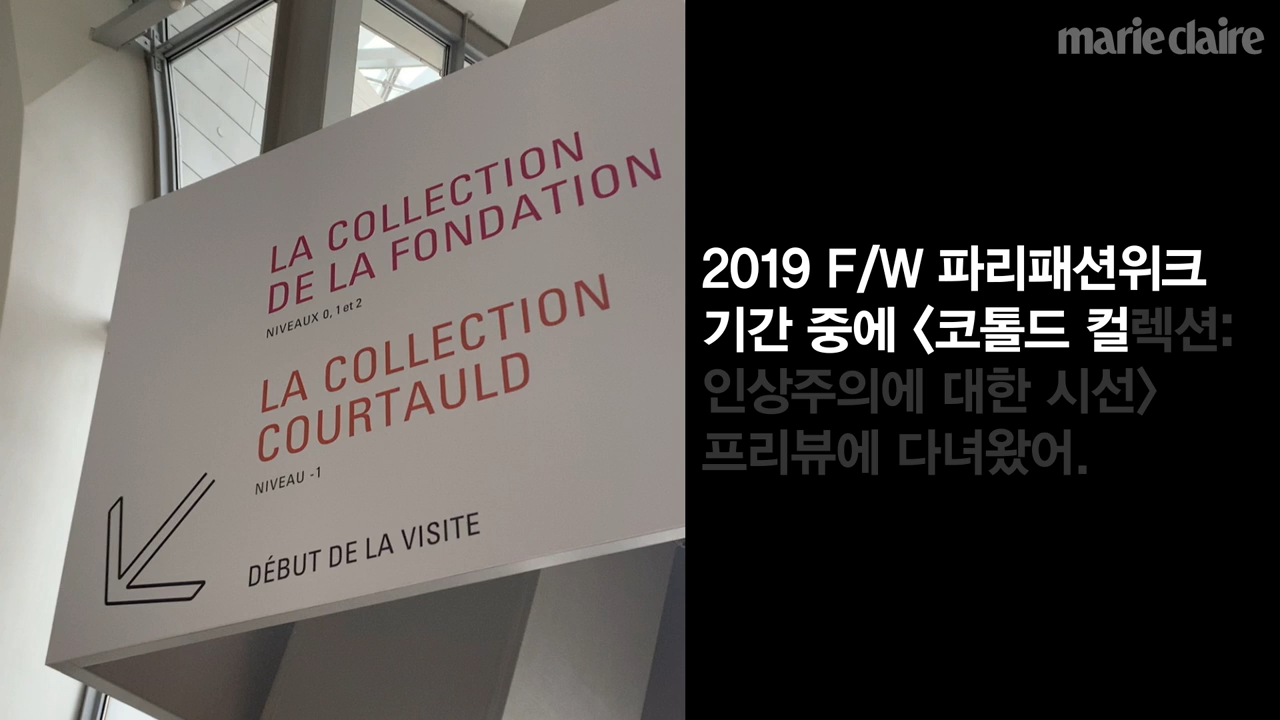 LA COLLECTION
DE LA FONDATION
NIVEAUX 0, 1 et 2
LA COLLECTION
COURTAULD
NIVEAU -1
DÉBUT DE LA VISITE
marie claire
2019 F/W 파리패션위크
기간 중에 <코톨드 컬렉션:
인상주의에 대한 시선>
프리뷰에 다녀왔어.